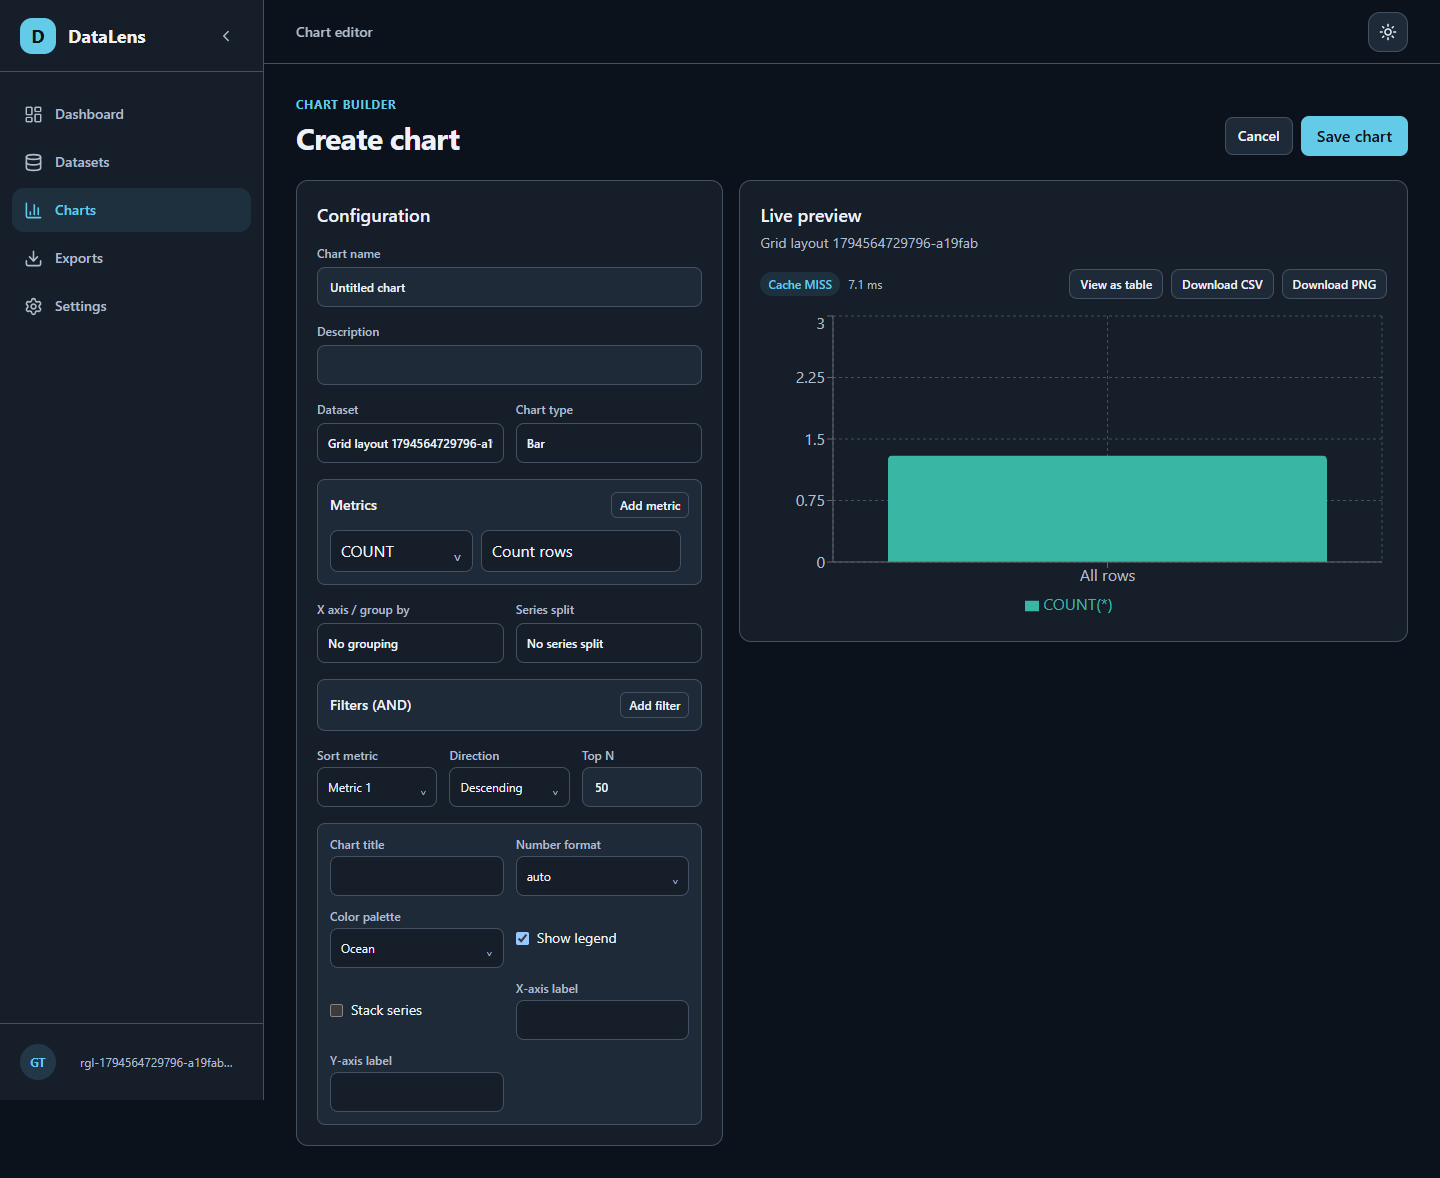 D DataLens
Chart editor
Dashboard
Datasets
Charts
Exports
Settings
GT rgl-1794564729796-a19fab...
CHART BUILDER
Create chart
Cancel
Save chart
Configuration
Chart name
Untitled chart
Description
Dataset Chart type
Grid layout 1794564729796-a1 Bar
Metrics Add metric
COUNT Count rows
X axis / group by Series split
No grouping No series split
Filters (AND) Add filter
Sort metric Direction Top N
Metric 1 Descending 50
Chart title Number format
auto
Color palette
Ocean Show legend
X-axis label
Stack series
Y-axis label
Live preview
Grid layout 1794564729796-a19fab
Cache MISS 7.1 ms View as table Download CSV Download PNG
3
2.25
1.5
0.75
0
All rows
COUNT(*)